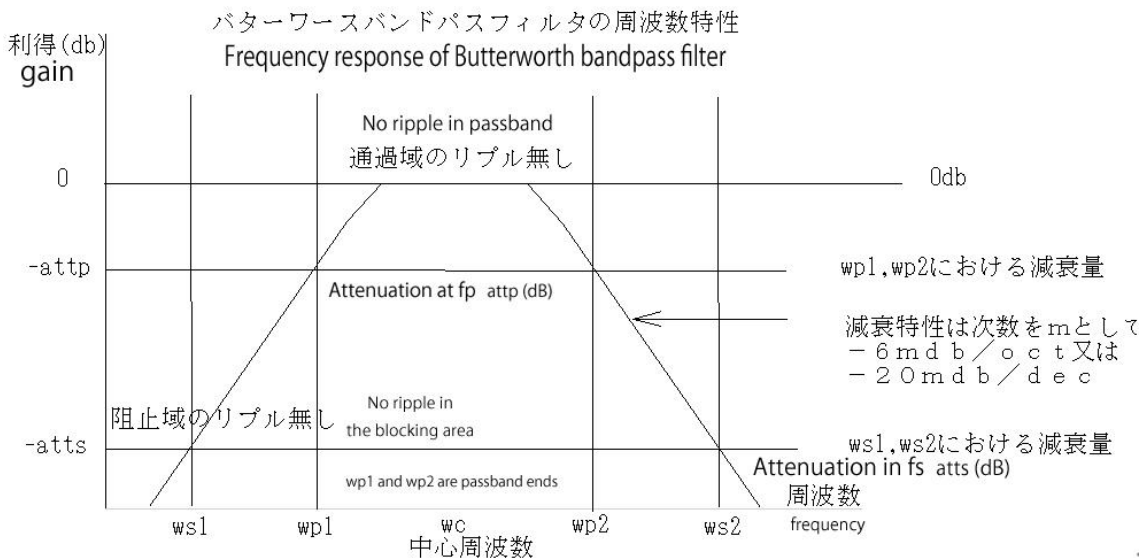 バターワースバンドパスフィルタの周波数特性
利得(db)
gain
Frequency response of Butterworth bandpass filter
No ripple in passband
通過域のリプル無し
0
0db
-attp
wp1,wp2における減衰量
Attenuation at fp attp (dB)
減衰特性は次数をmとして
－６ｍｄｂ／ｏｃｔ又は
－２０ｍｄｂ／ｄｅｃ
阻止域のリプル無し
No ripple in
the blocking area
-atts
ws1,ws2における減衰量
Attenuation in fs atts (dB)
wp1 and wp2 are passband ends
周波数
frequency
ws1
wp1
wc
wp2
ws2
中心周波数